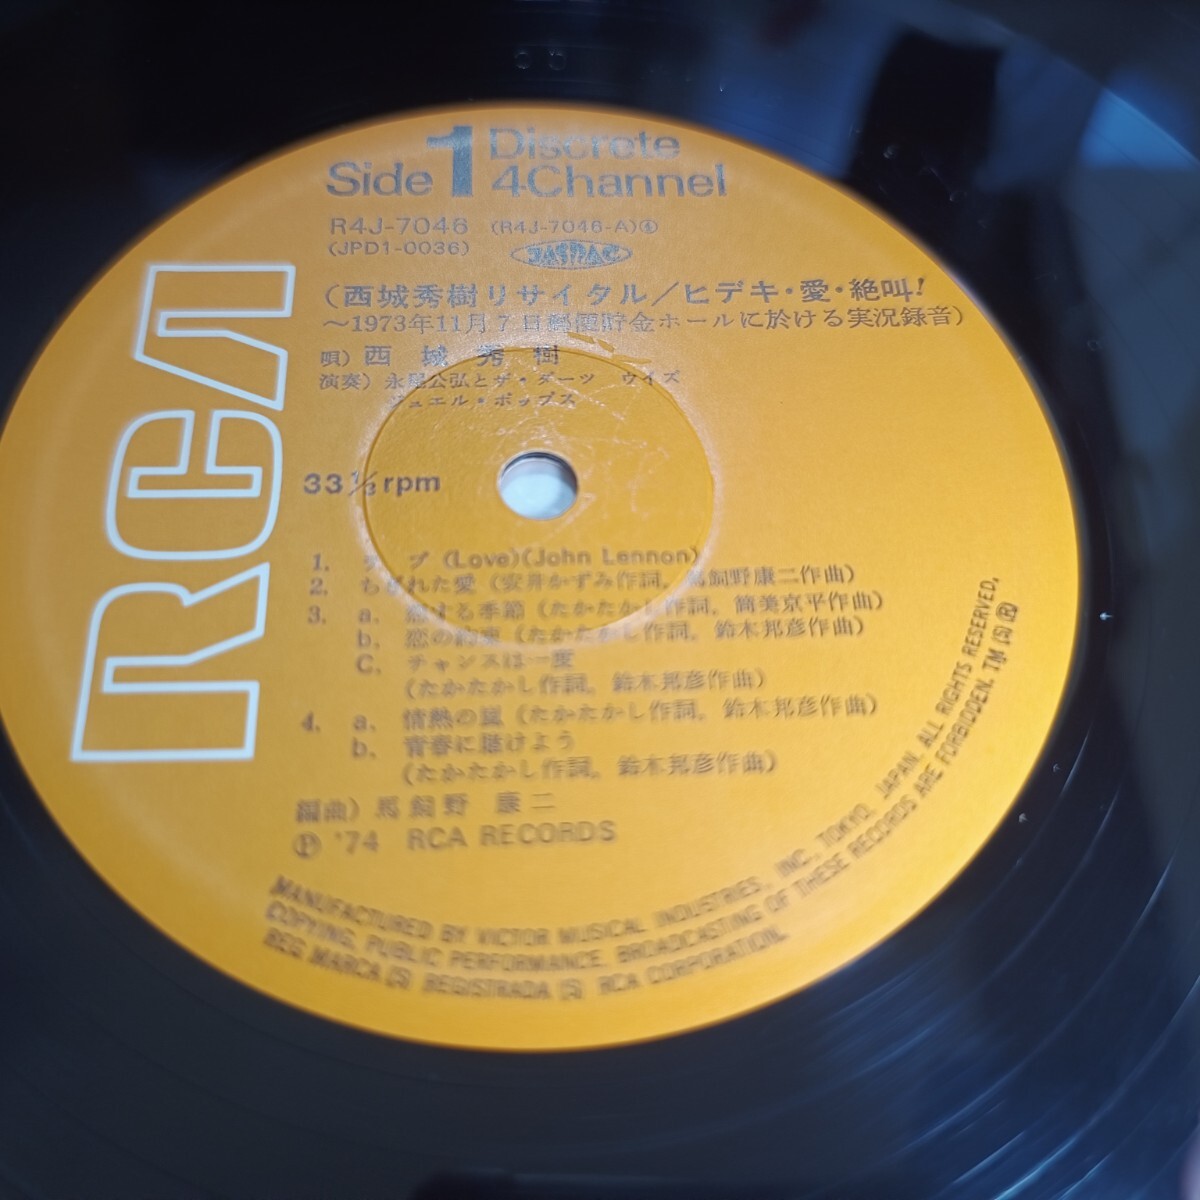 RCA
Side 1 Discrete
4Channel
R4J-7046 (R4J-7046-A)④
(JPD1-0036)
JASRAC
(西城秀樹リサイタル/ヒデキ・愛・絶叫!
〜1973年11月7日郵便貯金ホールに於ける実況録音)
唄) 西城秀樹
演奏) 永尾公弘とザ・ダーツ ウイズ
ジュエル・ポップス
33 1/3 rpm
1. ラブ (Love)(John Lennon)
2. ちぎれた愛 (安井かずみ作詞, 馬飼野康二作曲)
3. a. 恋する季節 (たかたかし作詞, 筒美京平作曲)
b. 恋の約束 (たかたかし作詞, 鈴木邦彦作曲)
C. チャンスは一度
(たかたかし作詞, 鈴木邦彦作曲)
4. a. 情熱の嵐 (たかたかし作詞, 鈴木邦彦作曲)
b. 青春に賭けよう
(たかたかし作詞, 鈴木邦彦作曲)
編曲) 馬飼野康二
Ⓟ '74 RCA RECORDS
MANUFACTURED BY VICTOR MUSICAL INDUSTRIES, INC., TOKYO, JAPAN. ALL RIGHTS RESERVED,
COPYING, PUBLIC PERFORMANCE, BROADCASTING OF THESE RECORDS ARE FORBIDDEN. TM(S)Ⓡ
REG MARCA (S) REGISTRADA (S) RCA CORPORATION.